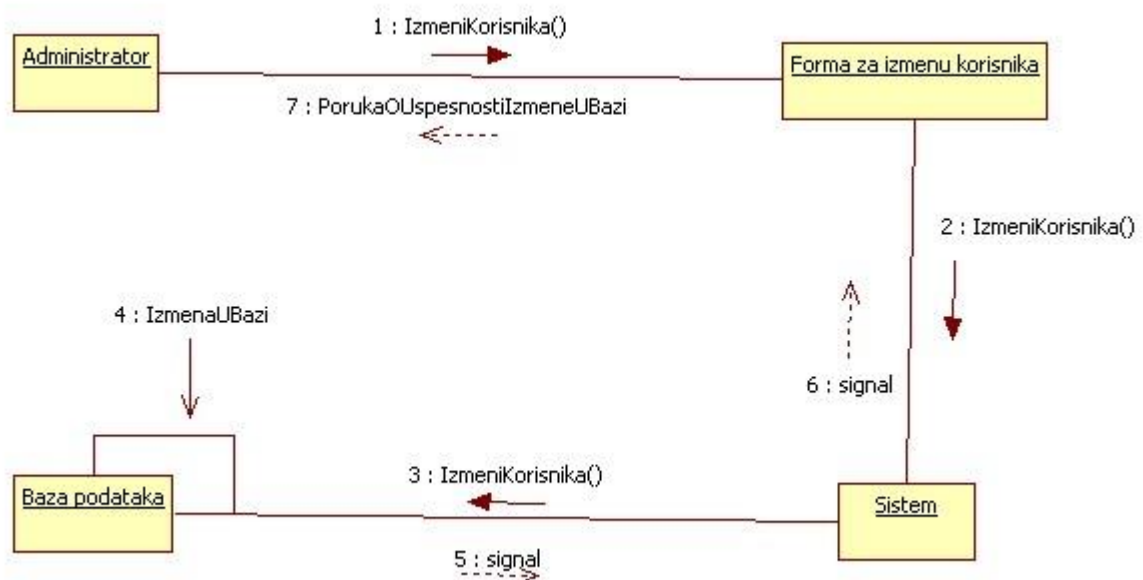 1 : IzmeniKorisnika()
Administrator
Forma za izmenu korisnika
7 : PorukaOUspesnostiIzmeneUBazi
2 : IzmeniKorisnika()
4 : IzmenaUBazi
6 : signal
3 : IzmeniKorisnika()
Baza podataka
Sistem
5 : signal